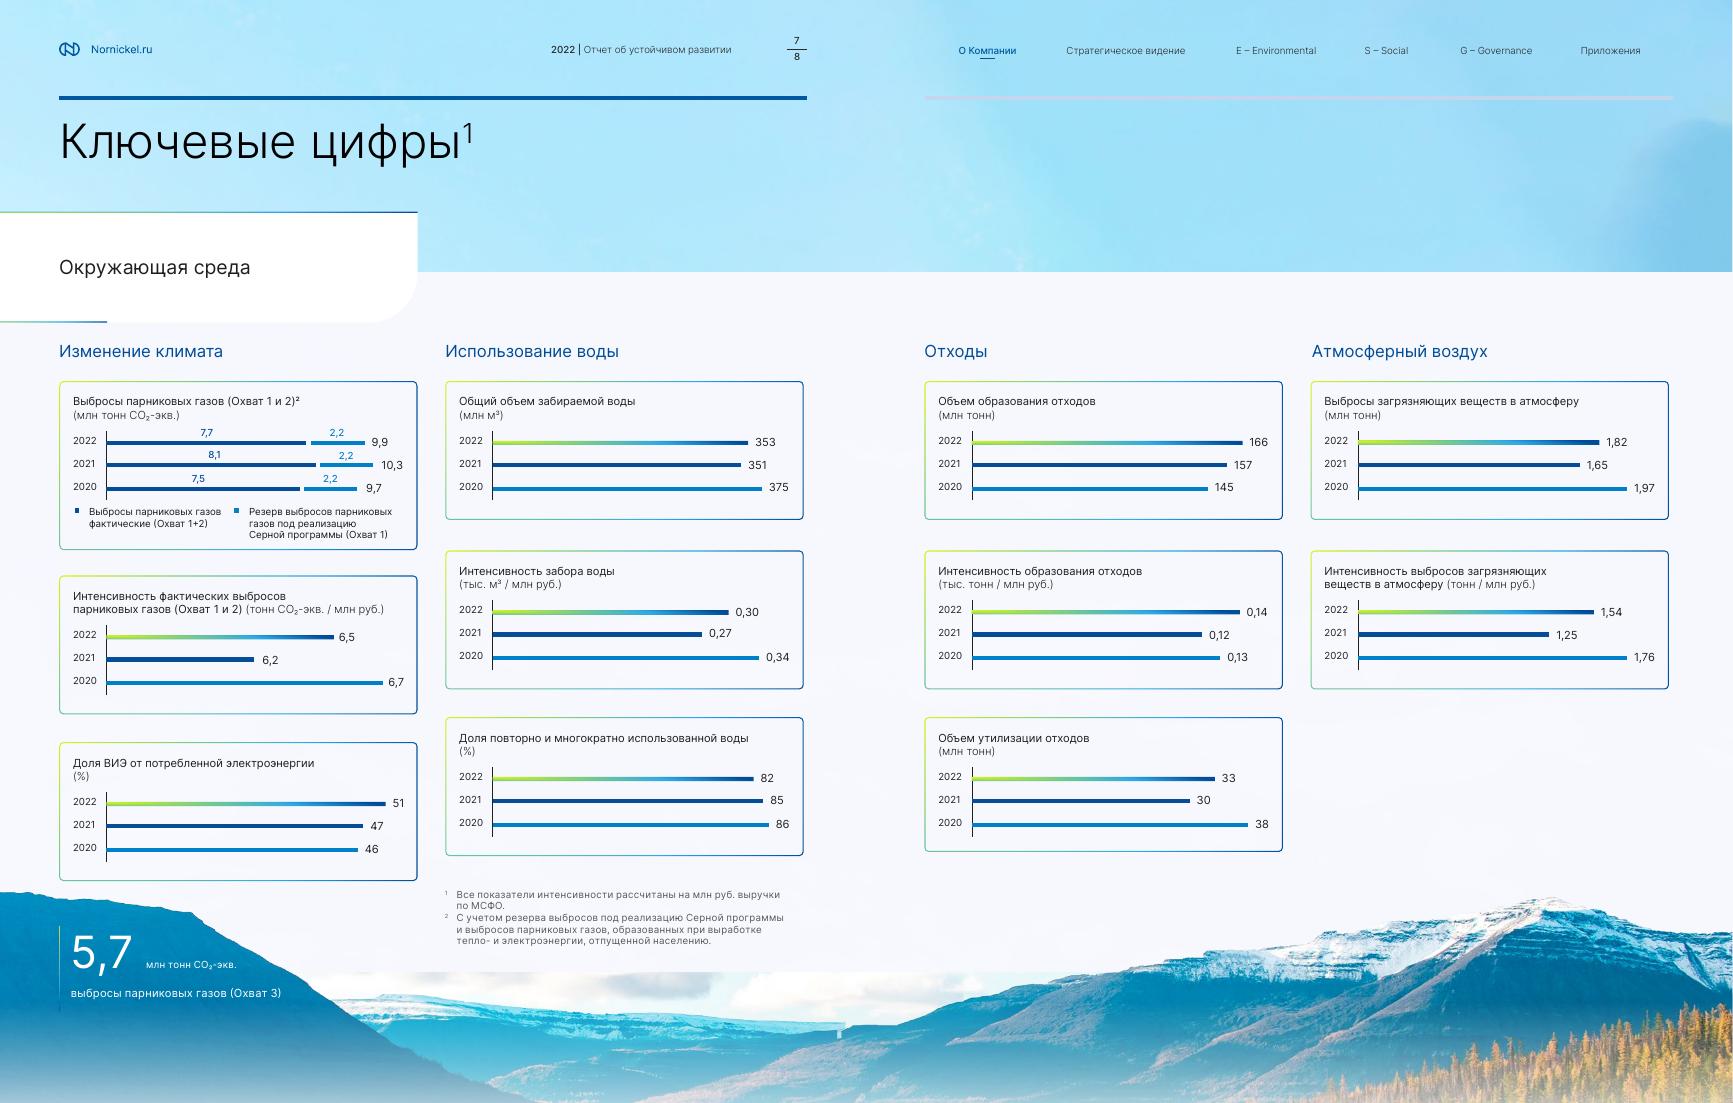 Nornickel.ru
2022 | Отчет об устойчивом развитии
7
8
О Компании
Стратегическое видение
E – Environmental
S – Social
G – Governance
Приложения
Ключевые цифры¹
Окружающая среда
Изменение климата
Выбросы парниковых газов (Охват 1 и 2)²
(млн тонн CO₂-экв.)
2022 7,7 2,2 9,9
2021 8,1 2,2 10,3
2020 7,5 2,2 9,7
Выбросы парниковых газов
фактические (Охват 1+2)
Резерв выбросов парниковых
газов под реализацию
Серной программы (Охват 1)
Интенсивность фактических выбросов
парниковых газов (Охват 1 и 2) (тонн CO₂-экв. / млн руб.)
2022 6,5
2021 6,2
2020 6,7
Доля ВИЭ от потребленной электроэнергии
(%)
2022 51
2021 47
2020 46
5,7 млн тонн CO₂-экв.
выбросы парниковых газов (Охват 3)
Использование воды
Общий объем забираемой воды
(млн м³)
2022 353
2021 351
2020 375
Интенсивность забора воды
(тыс. м³ / млн руб.)
2022 0,30
2021 0,27
2020 0,34
Доля повторно и многократно использованной воды
(%)
2022 82
2021 85
2020 86
¹ Все показатели интенсивности рассчитаны на млн руб. выручки
по МСФО.
² С учетом резерва выбросов под реализацию Серной программы
и выбросов парниковых газов, образованных при выработке
тепло- и электроэнергии, отпущенной населению.
Отходы
Объем образования отходов
(млн тонн)
2022 166
2021 157
2020 145
Интенсивность образования отходов
(тыс. тонн / млн руб.)
2022 0,14
2021 0,12
2020 0,13
Объем утилизации отходов
(млн тонн)
2022 33
2021 30
2020 38
Атмосферный воздух
Выбросы загрязняющих веществ в атмосферу
(млн тонн)
2022 1,82
2021 1,65
2020 1,97
Интенсивность выбросов загрязняющих
веществ в атмосферу (тонн / млн руб.)
2022 1,54
2021 1,25
2020 1,76